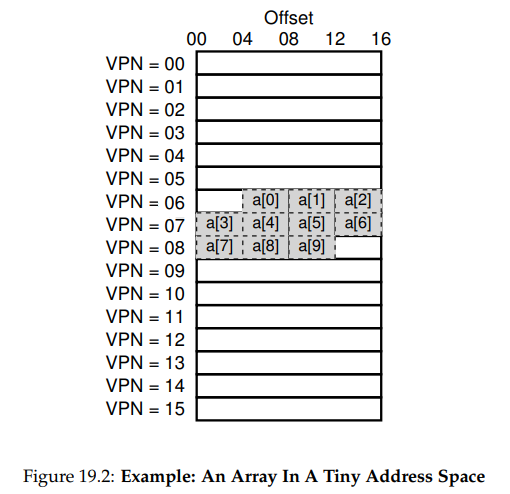 Offset
00 04 08 12 16
VPN = 00
VPN = 01
VPN = 02
VPN = 03
VPN = 04
VPN = 05
VPN = 06 a[0] a[1] a[2]
VPN = 07 a[3] a[4] a[5] a[6]
VPN = 08 a[7] a[8] a[9]
VPN = 09
VPN = 10
VPN = 11
VPN = 12
VPN = 13
VPN = 14
VPN = 15
Figure 19.2: Example: An Array In A Tiny Address Space